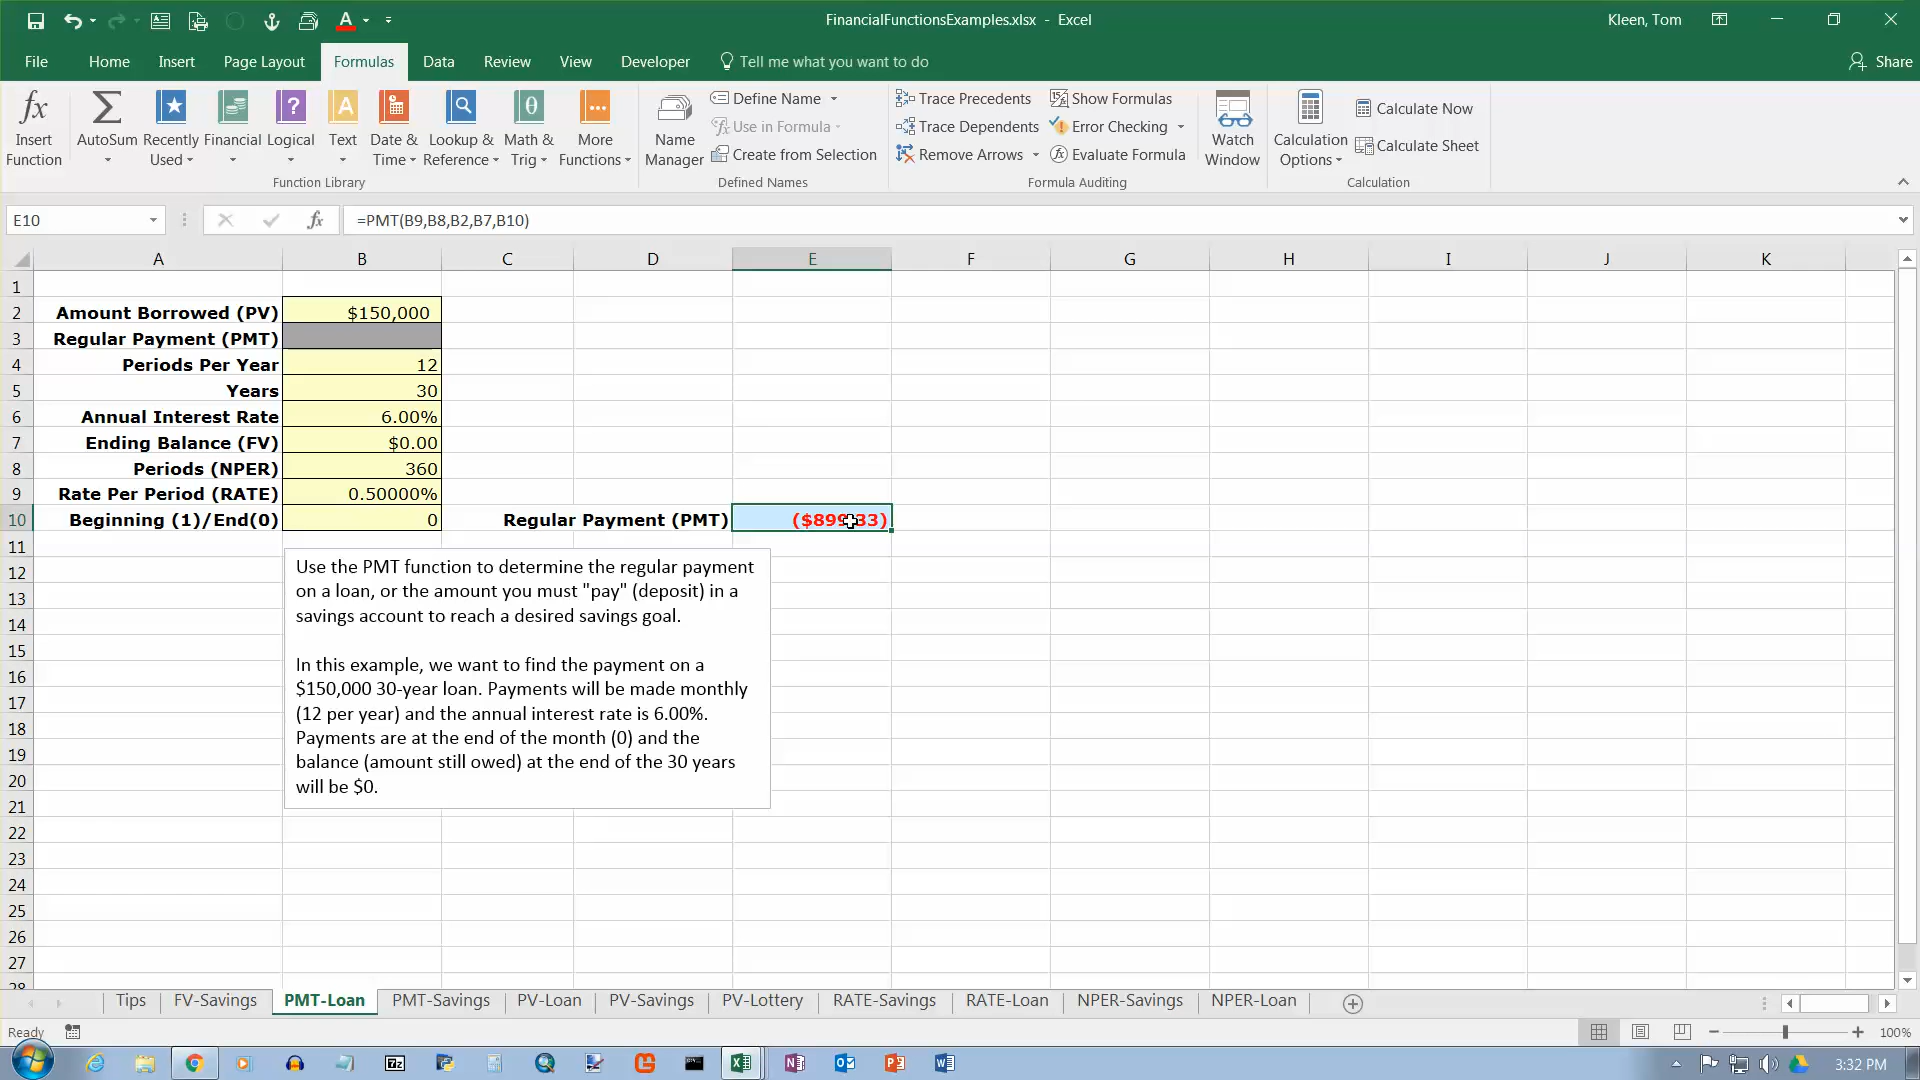 FinancialFunctionsExamples.xlsx - Excel
Kleen, Tom
File Home Insert Page Layout Formulas Data Review View Developer Tell me what you want to do Share
Insert Function
AutoSum
Recently Used
Financial
Logical
Text
Date & Time
Lookup & Reference
Math & Trig
More Functions
Function Library
Name Manager
Define Name
Use in Formula
Create from Selection
Defined Names
Trace Precedents
Trace Dependents
Remove Arrows
Show Formulas
Error Checking
Evaluate Formula
Formula Auditing
Watch Window
Calculation Options
Calculate Now
Calculate Sheet
Calculation
E10 fx =PMT(B9,B8,B2,B7,B10)
A B C D E F G H I J K
1
2 Amount Borrowed (PV) $150,000
3 Regular Payment (PMT)
4 Periods Per Year 12
5 Years 30
6 Annual Interest Rate 6.00%
7 Ending Balance (FV) $0.00
8 Periods (NPER) 360
9 Rate Per Period (RATE) 0.50000%
10 Beginning (1)/End(0) 0 Regular Payment (PMT) ($899.33)
11
12
13
14
15
16
17
18
19
20
21
22
23
24
25
26
27
28
Use the PMT function to determine the regular payment
on a loan, or the amount you must "pay" (deposit) in a
savings account to reach a desired savings goal.
In this example, we want to find the payment on a
$150,000 30-year loan. Payments will be made monthly
(12 per year) and the annual interest rate is 6.00%.
Payments are at the end of the month (0) and the
balance (amount still owed) at the end of the 30 years
will be $0.
Tips FV-Savings PMT-Loan PMT-Savings PV-Loan PV-Savings PV-Lottery RATE-Savings RATE-Loan NPER-Savings NPER-Loan
Ready 100%
3:32 PM